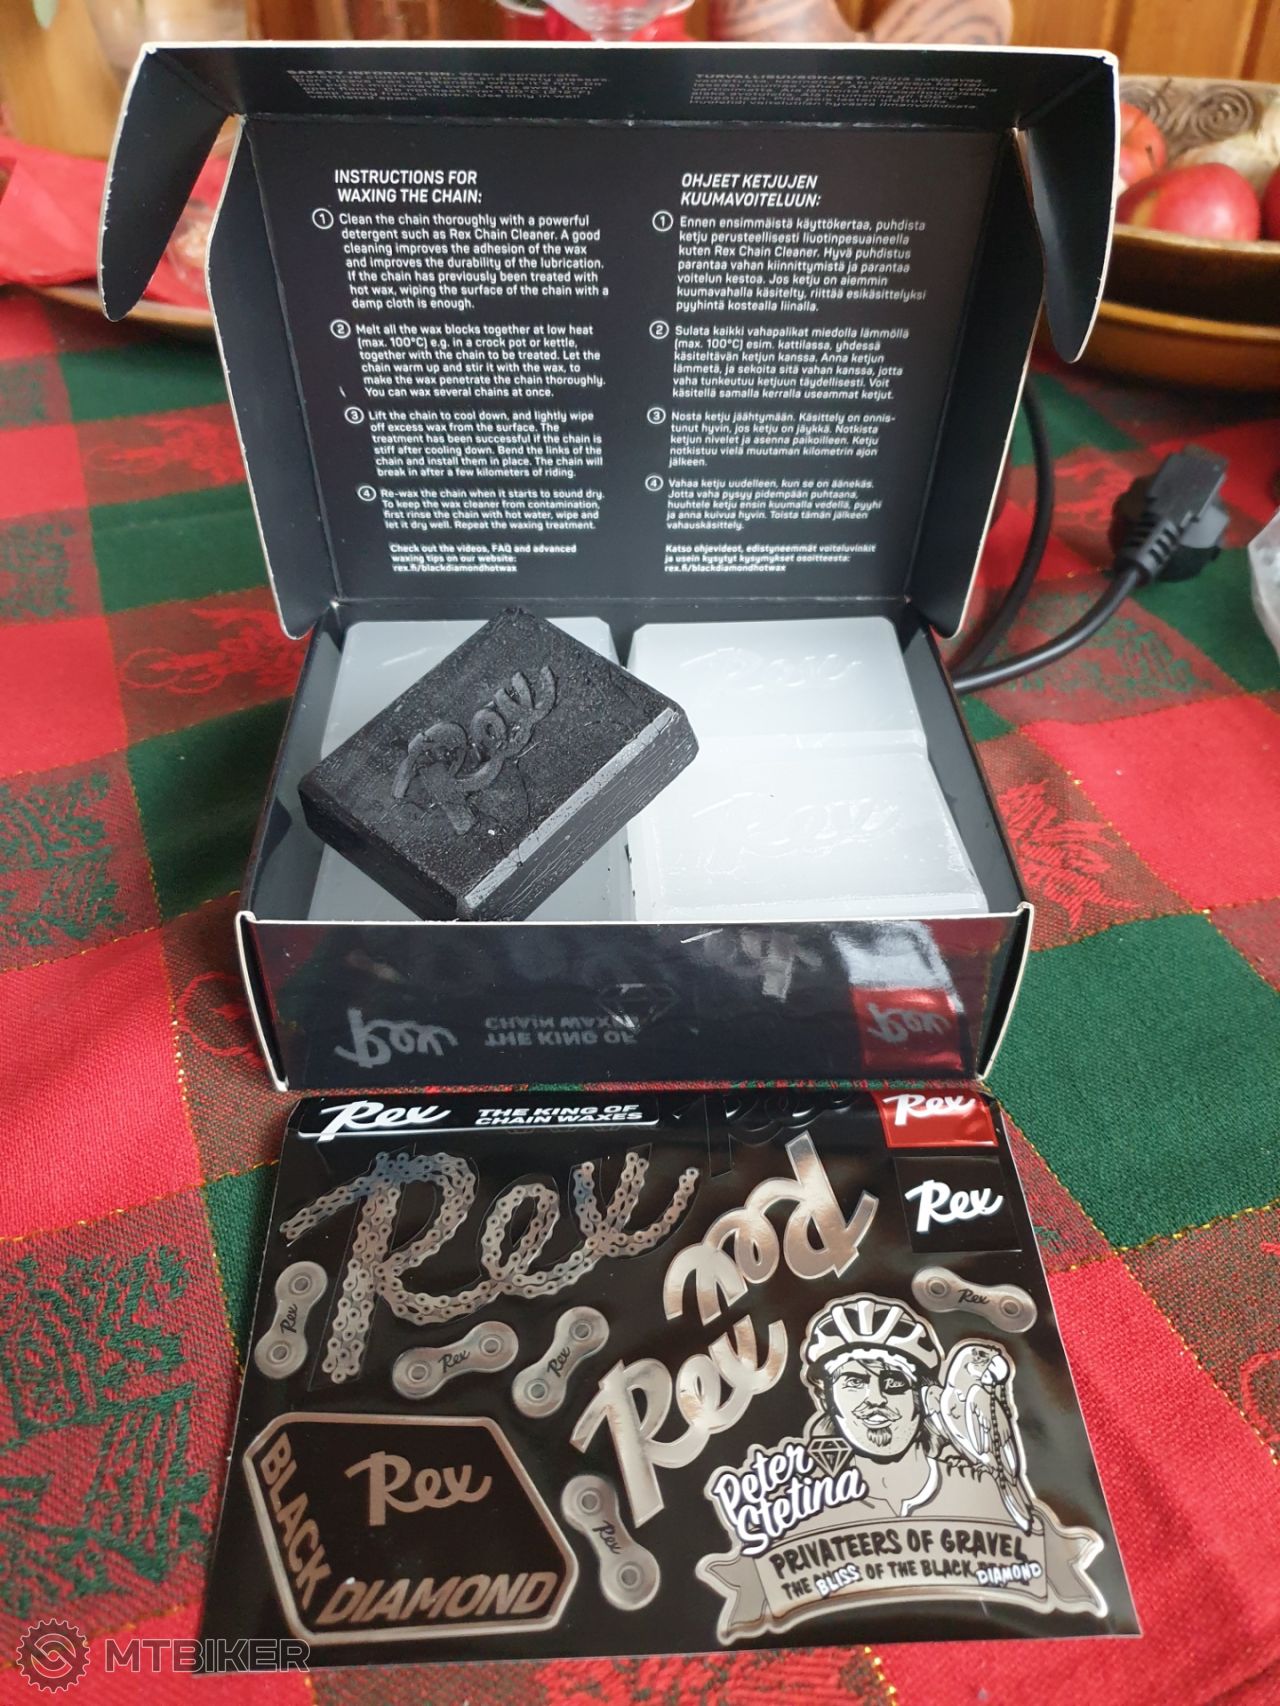 SAFETY INFORMATION:
TURVALLISUUSOHJEET:
INSTRUCTIONS FOR
WAXING THE CHAIN:
1 Clean the chain thoroughly with a powerful
detergent such as Rex Chain Cleaner. A good
cleaning improves the adhesion of the wax
and improves the durability of the lubrication.
If the chain has previously been treated with
hot wax, wiping the surface of the chain with a
damp cloth is enough.
2 Melt all the wax blocks together at low heat
(max. 100°C) e.g. in a crock pot or kettle,
together with the chain to be treated. Let the
chain warm up and stir it with the wax, to
make the wax penetrate the chain thoroughly.
You can wax several chains at once.
3 Lift the chain to cool down, and lightly wipe
off excess wax from the surface. The
treatment has been successful if the chain is
stiff after cooling down. Bend the links of the
chain and install them in place. The chain will
break in after a few kilometers of riding.
4 Re-wax the chain when it starts to sound dry.
To keep the wax cleaner from contamination,
first rinse the chain with hot water, wipe and
let it dry well. Repeat the waxing treatment.
Check out the videos, FAQ and advanced
waxing tips on our website:
rex.fi/blackdiamondhotwax
OHJEET KETJUJEN
KUUMAVOITELUUN:
1 Ennen ensimmäistä käyttökertaa, puhdista
ketju perusteellisesti liuotinpesuaineella
kuten Rex Chain Cleaner. Hyvä puhdistus
parantaa vahan kiinnittymistä ja parantaa
voitelun kestoa. Jos ketju on aiemmin
kuumavahalla käsitelty, riittää esikäsittelyksi
pyyhintä kostealla liinalla.
2 Sulata kaikki vahapalikat miedolla lämmöllä
(max. 100°C) esim. kattilassa, yhdessä
käsiteltävän ketjun kanssa. Anna ketjun
lämmetä, ja sekoita sitä vahan kanssa, jotta
vaha tunkeutuu ketjuun täydellisesti. Voit
käsitellä samalla kerralla useammat ketjut.
3 Nosta ketju jäähtymään. Käsittely on onnis-
tunut hyvin, jos ketju on jäykkä. Notkista
ketjun nivelet ja asenna paikoilleen. Ketju
notkistuu vielä muutaman kilometrin ajon
jälkeen.
4 Vahaa ketju uudelleen, kun se on äänekäs.
Jotta vaha pysyy pidempään puhtaana,
huuhtele ketju ensin kuumalla vedellä, pyyhi
ja anna kuivua hyvin. Toista tämän jälkeen
vahauskäsittely.
Katso ohjevideot, edistyneemmät voiteluvinkit
ja usein kysytyt kysymykset osoitteesta:
rex.fi/blackdiamondhotwax
Rex
Rex
Rex
Rex
THE KING OF
CHAIN WAXES
Rex
Rex
Rex
Rex
Rex
Rex
Rex
Rex
Rex
Rex
Rex
Rex
BLACK
DIAMOND
Peter
Stetina
PRIVATEERS OF GRAVEL
THE BLISS OF THE BLACK DIAMOND
MTBIKER